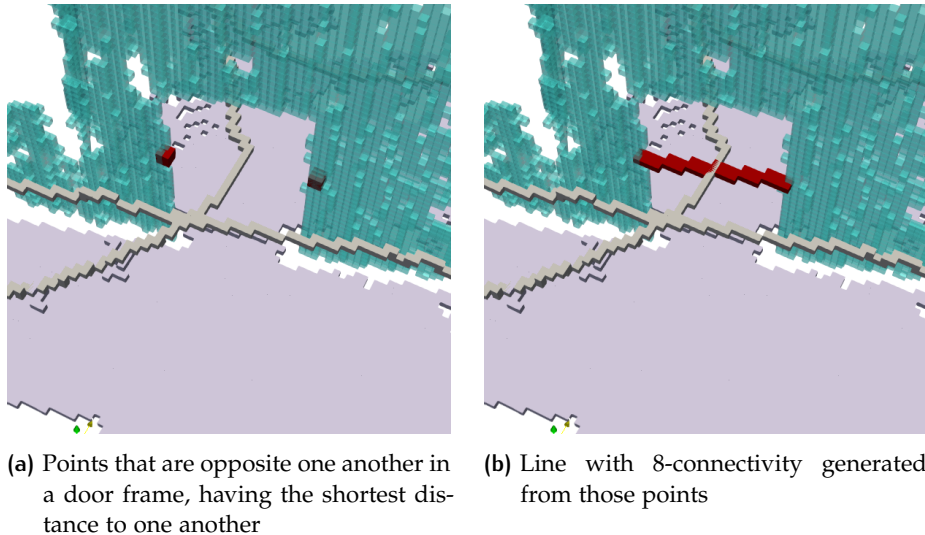 (a) Points that are opposite one another in
a door frame, having the shortest dis-
tance to one another
(b) Line with 8-connectivity generated
from those points